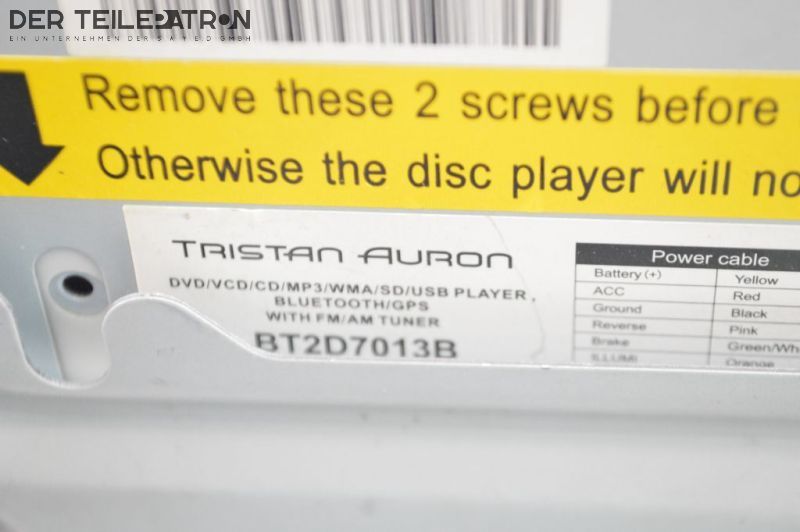 DER TEILEPATRON
EIN UNTERNEHMEN DER SAYED GMBH
Remove these 2 screws before
Otherwise the disc player will no
TRISTAN AURON
DVD/VCD/CD/MP3/WMA/SD/USB PLAYER,
BLUETOOTH/GPS
WITH FM/AM TUNER
BT2D7013B
Power cable
Battery (+) Yellow
ACC Red
Ground Black
Reverse Pink
Brake Green/Wh
ILLUMI Orange